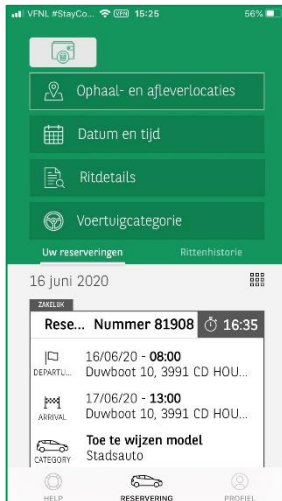 VFNL #StayCo... VPN 15:25 56%
Ophaal- en afleverlocaties
Datum en tijd
Ritdetails
Voertuigcategorie
Uw reserveringen Rittenhistorie
16 juni 2020
ZAKELIJK
Rese... Nummer 81908 16:35
16/06/20 - 08:00
DEPARTU... Duwboot 10, 3991 CD HOU...
17/06/20 - 13:00
ARRIVAL Duwboot 10, 3991 CD HOU...
Toe te wijzen model
CATEGORY Stadsauto
HELP RESERVERING PROFIEL